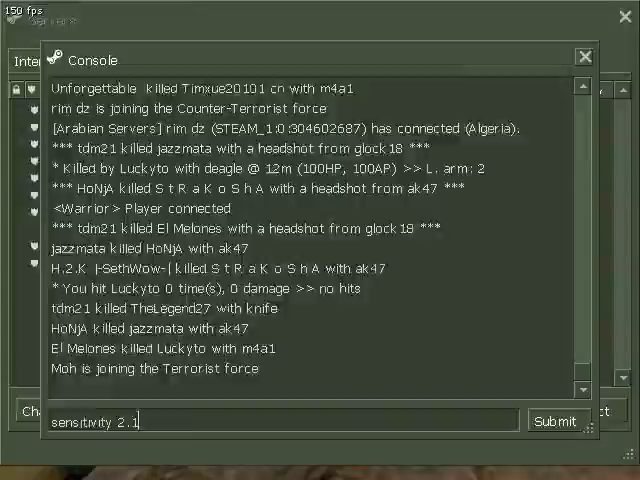 150 fps
Servers
Inter
Console
Unforgettable killed Timxue20101 cn with m4a1
rim dz is joining the Counter-Terrorist force
[Arabian Servers] rim dz (STEAM_1:0:304602687) has connected (Algeria).
*** tdm21 killed jazzmata with a headshot from glock18 ***
* Killed by Luckyto with deagle @ 12m (100HP, 100AP) >> L. arm: 2
*** HoNjA killed S t R a K o S h A with a headshot from ak47 ***
<Warrior> Player connected
*** tdm21 killed El Melones with a headshot from glock18 ***
jazzmata killed HoNjA with ak47
H.2.K |-SethWow-| killed S t R a K o S h A with ak47
* You hit Luckyto 0 time(s), 0 damage >> no hits
tdm21 killed TheLegend27 with knife
HoNjA killed jazzmata with ak47
El Melones killed Luckyto with m4a1
Moh is joining the Terrorist force
Ch
ct
sensitivity 2.1
Submit